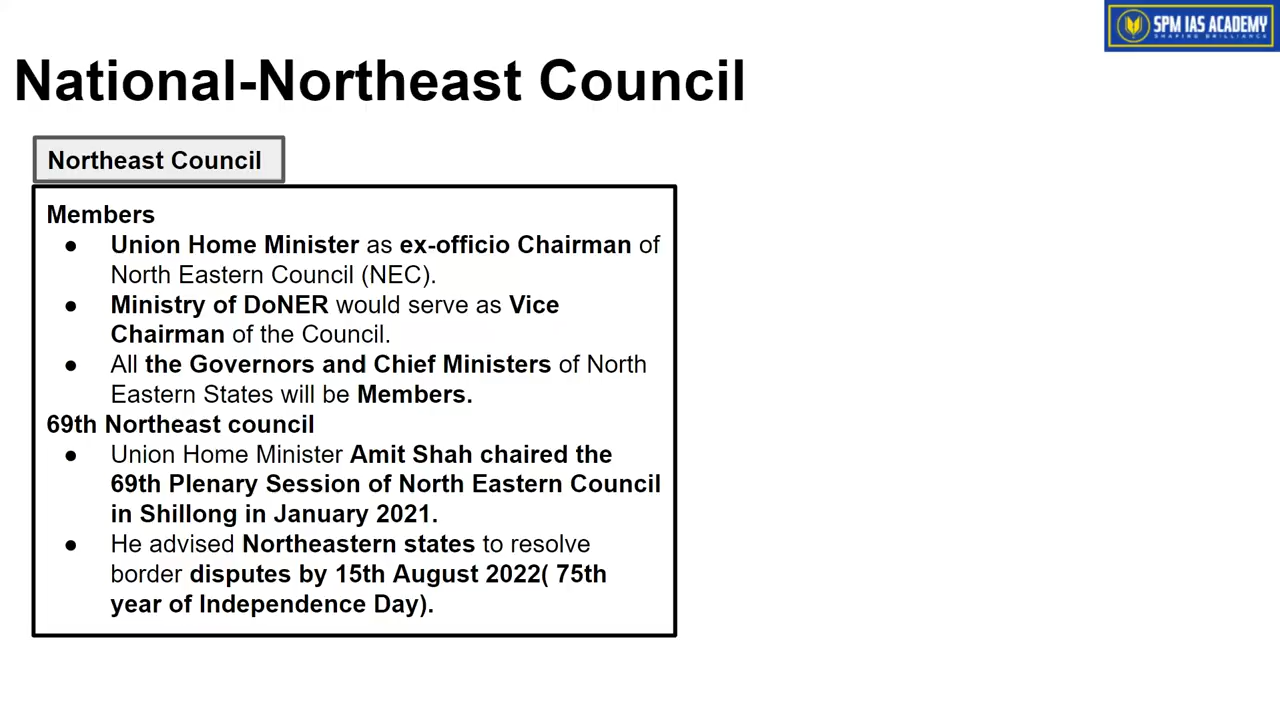 SPM IAS ACADEMY
SHAPING BRILLIANCE
National-Northeast Council
Northeast Council
Members
● Union Home Minister as ex-officio Chairman of
North Eastern Council (NEC).
● Ministry of DoNER would serve as Vice
Chairman of the Council.
● All the Governors and Chief Ministers of North
Eastern States will be Members.
69th Northeast council
● Union Home Minister Amit Shah chaired the
69th Plenary Session of North Eastern Council
in Shillong in January 2021.
● He advised Northeastern states to resolve
border disputes by 15th August 2022( 75th
year of Independence Day).